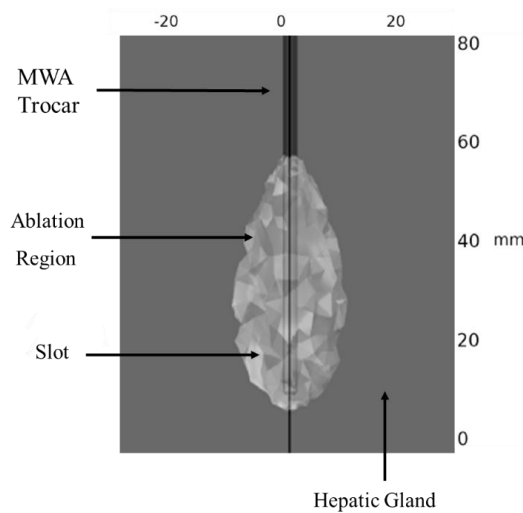 -20 0 20
80
MWA
Trocar
60
Ablation
40 mm
Region
20
Slot
0
Hepatic Gland